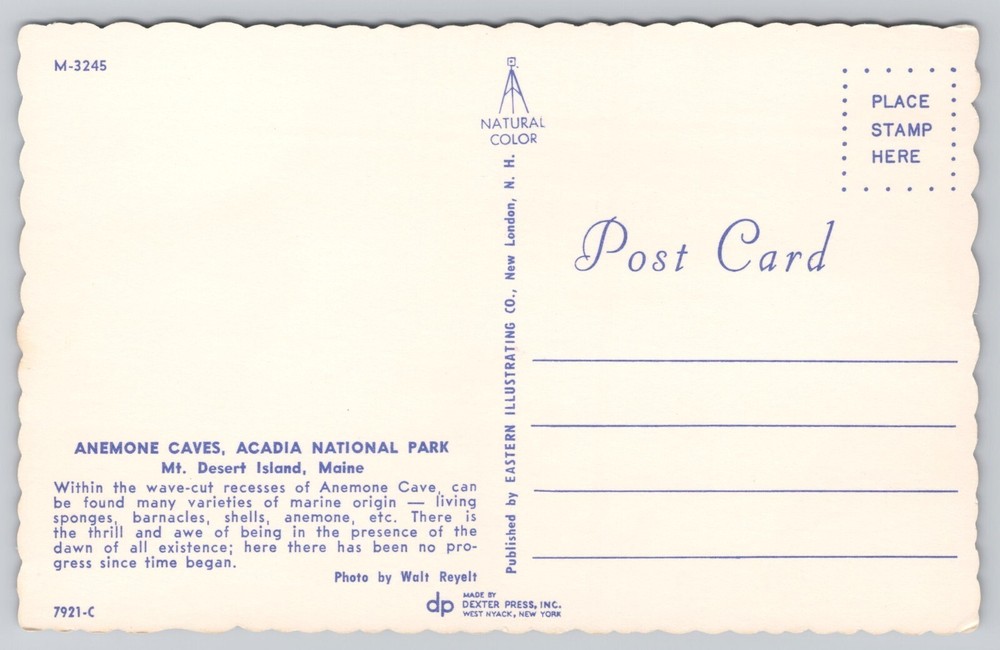 M-3245
NATURAL
COLOR
PLACE
STAMP
HERE
Post Card
Published by EASTERN ILLUSTRATING CO., New London, N. H.
ANEMONE CAVES, ACADIA NATIONAL PARK
Mt. Desert Island, Maine
Within the wave-cut recesses of Anemone Cave, can
be found many varieties of marine origin — living
sponges, barnacles, shells, anemone, etc. There is
the thrill and awe of being in the presence of the
dawn of all existence; here there has been no pro-
gress since time began.
Photo by Walt Reyelt
7921-C
dp
MADE BY
DEXTER PRESS, INC.
WEST NYACK, NEW YORK